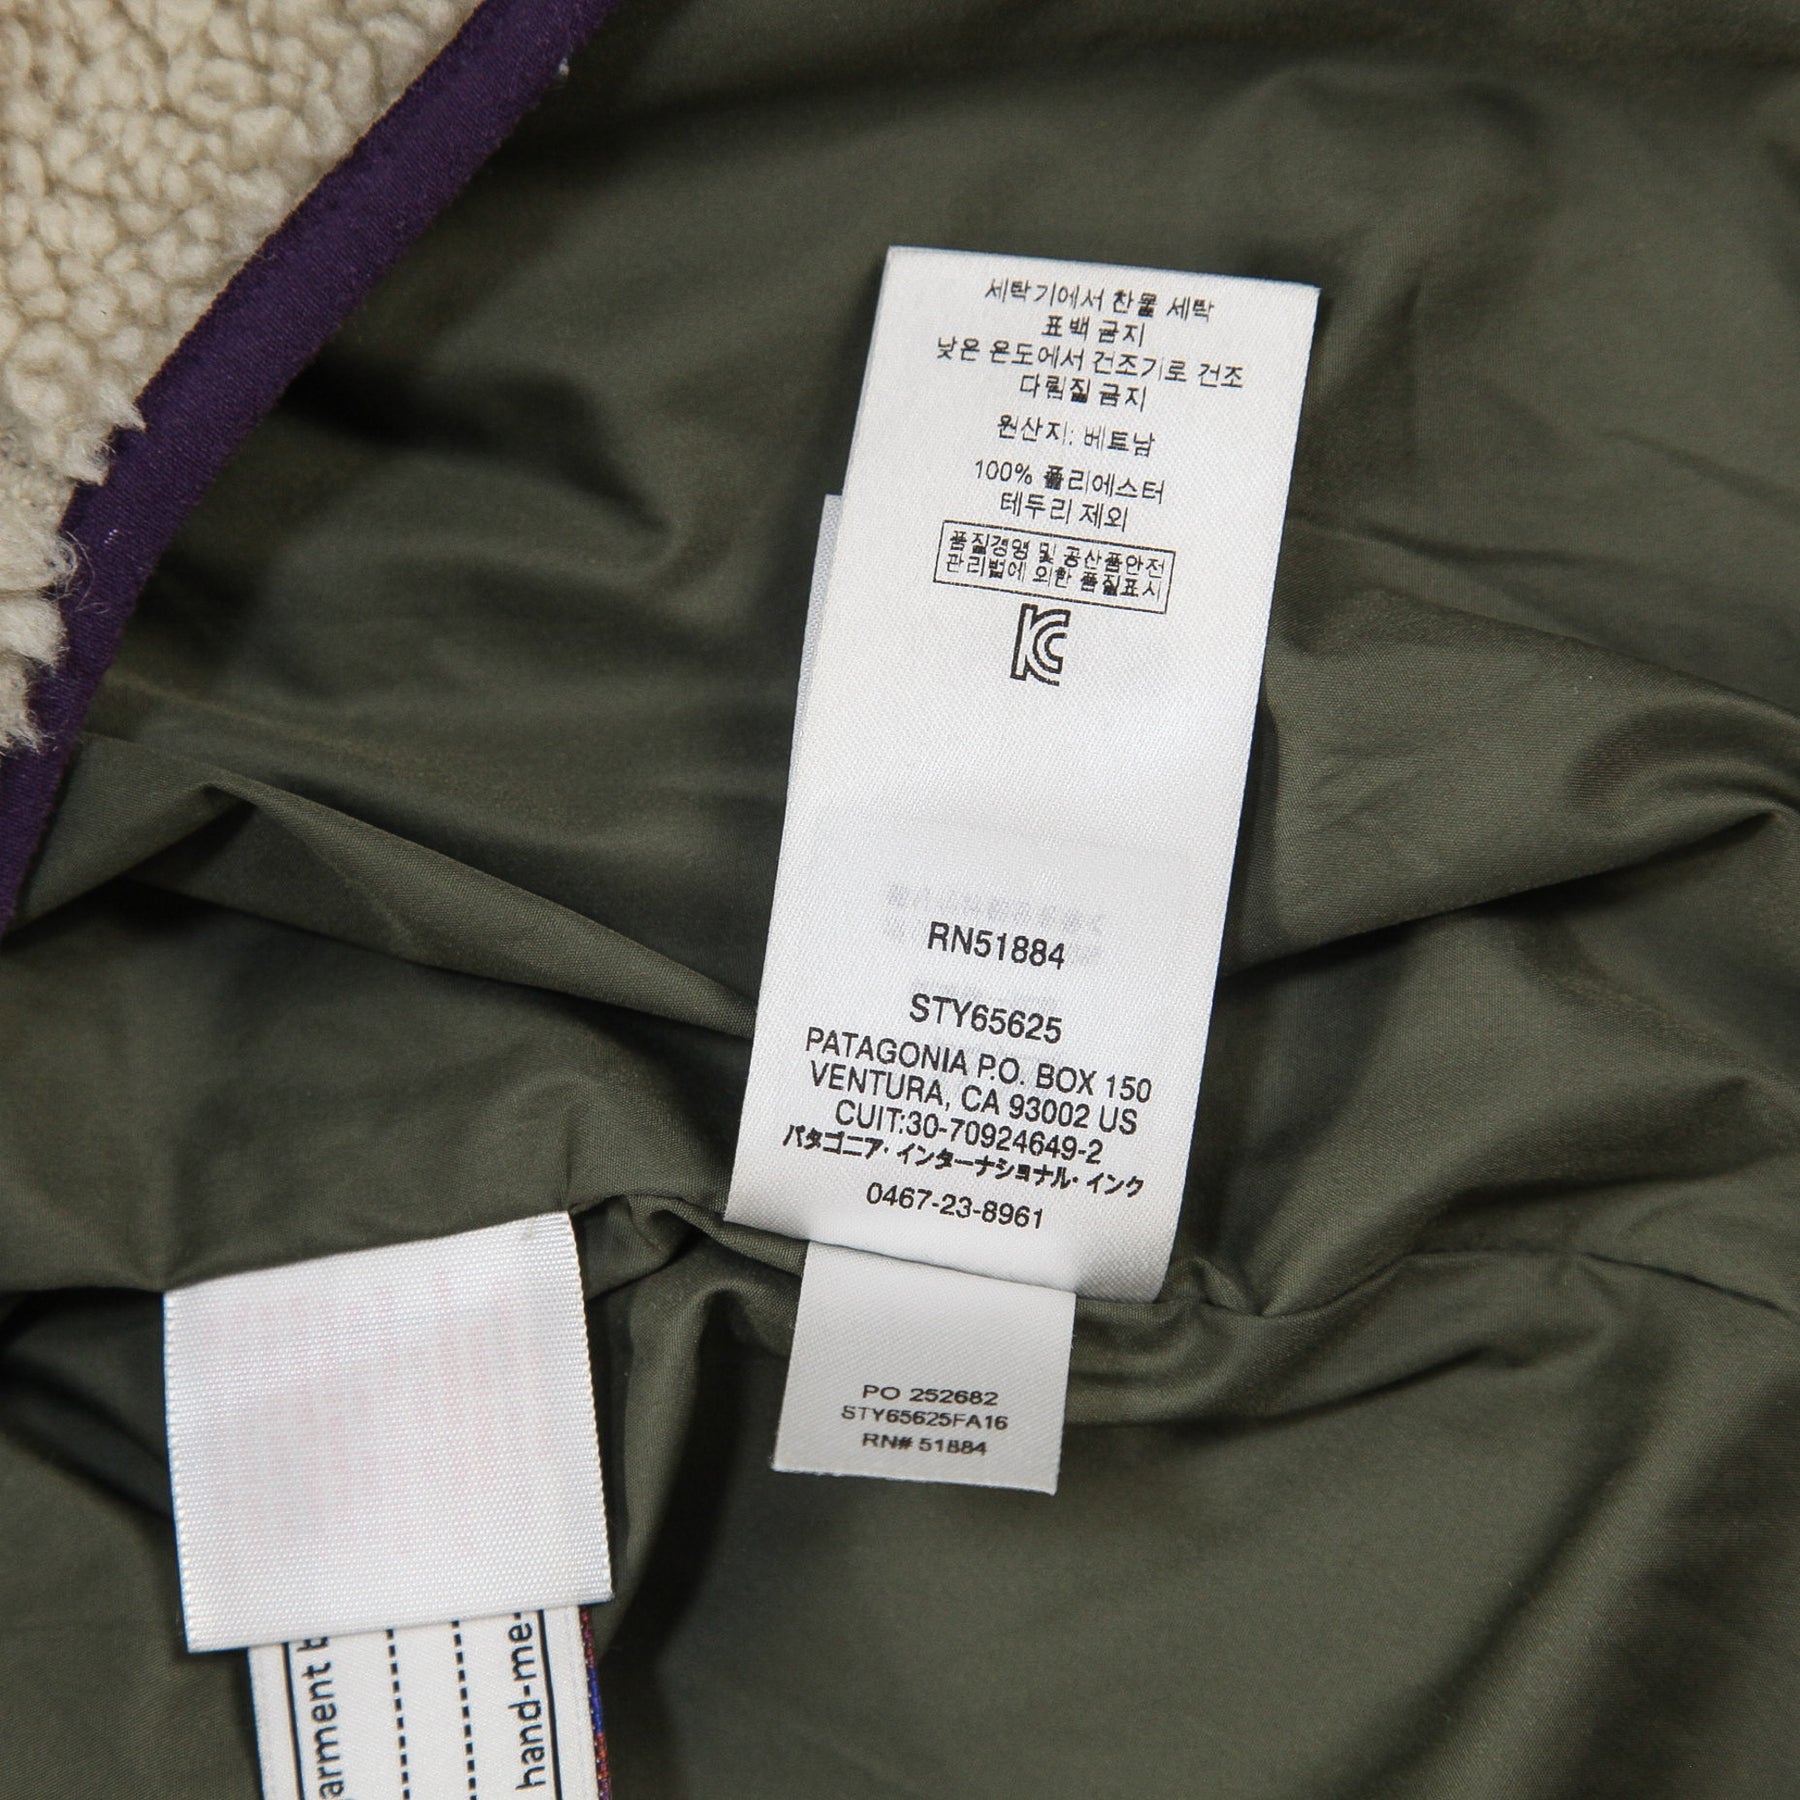 세탁기에서 찬물 세탁
표백 금지
낮은 온도에서 건조기로 건조
다림질 금지
원산지: 베트남
100% 폴리에스터
테두리 제외
품질경영 및 공산품안전
관리법에 의한 품질표시
KC
RN51884
STY65625
PATAGONIA P.O. BOX 150
VENTURA, CA 93002 US
CUIT:30-70924649-2
パタゴニア・インターナショナル・インク
0467-23-8961
PO 252682
STY65625FA16
RN# 51884
arment b
hand-me-